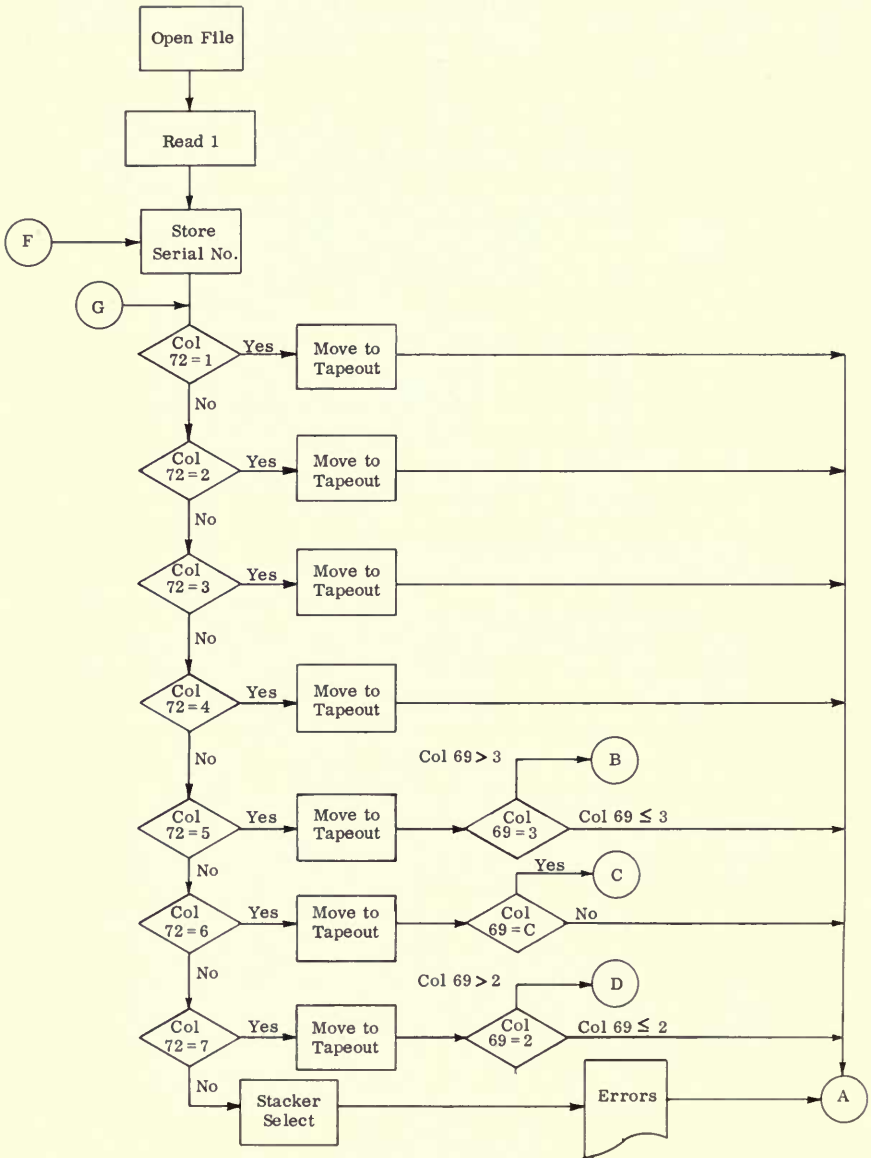 Open File
Read 1
F
Store
Serial No.
G
Col
72 = 1
Yes
Move to
Tapeout
No
Col
72 = 2
Yes
Move to
Tapeout
No
Col
72 = 3
Yes
Move to
Tapeout
No
Col
72 = 4
Yes
Move to
Tapeout
No
Col 69 > 3
B
Col
72 = 5
Yes
Move to
Tapeout
Col
69 = 3
Col 69 ≤ 3
No
Yes
C
Col
72 = 6
Yes
Move to
Tapeout
Col
69 = C
No
No
Col 69 > 2
D
Col
72 = 7
Yes
Move to
Tapeout
Col
69 = 2
Col 69 ≤ 2
No
Stacker
Select
Errors
A